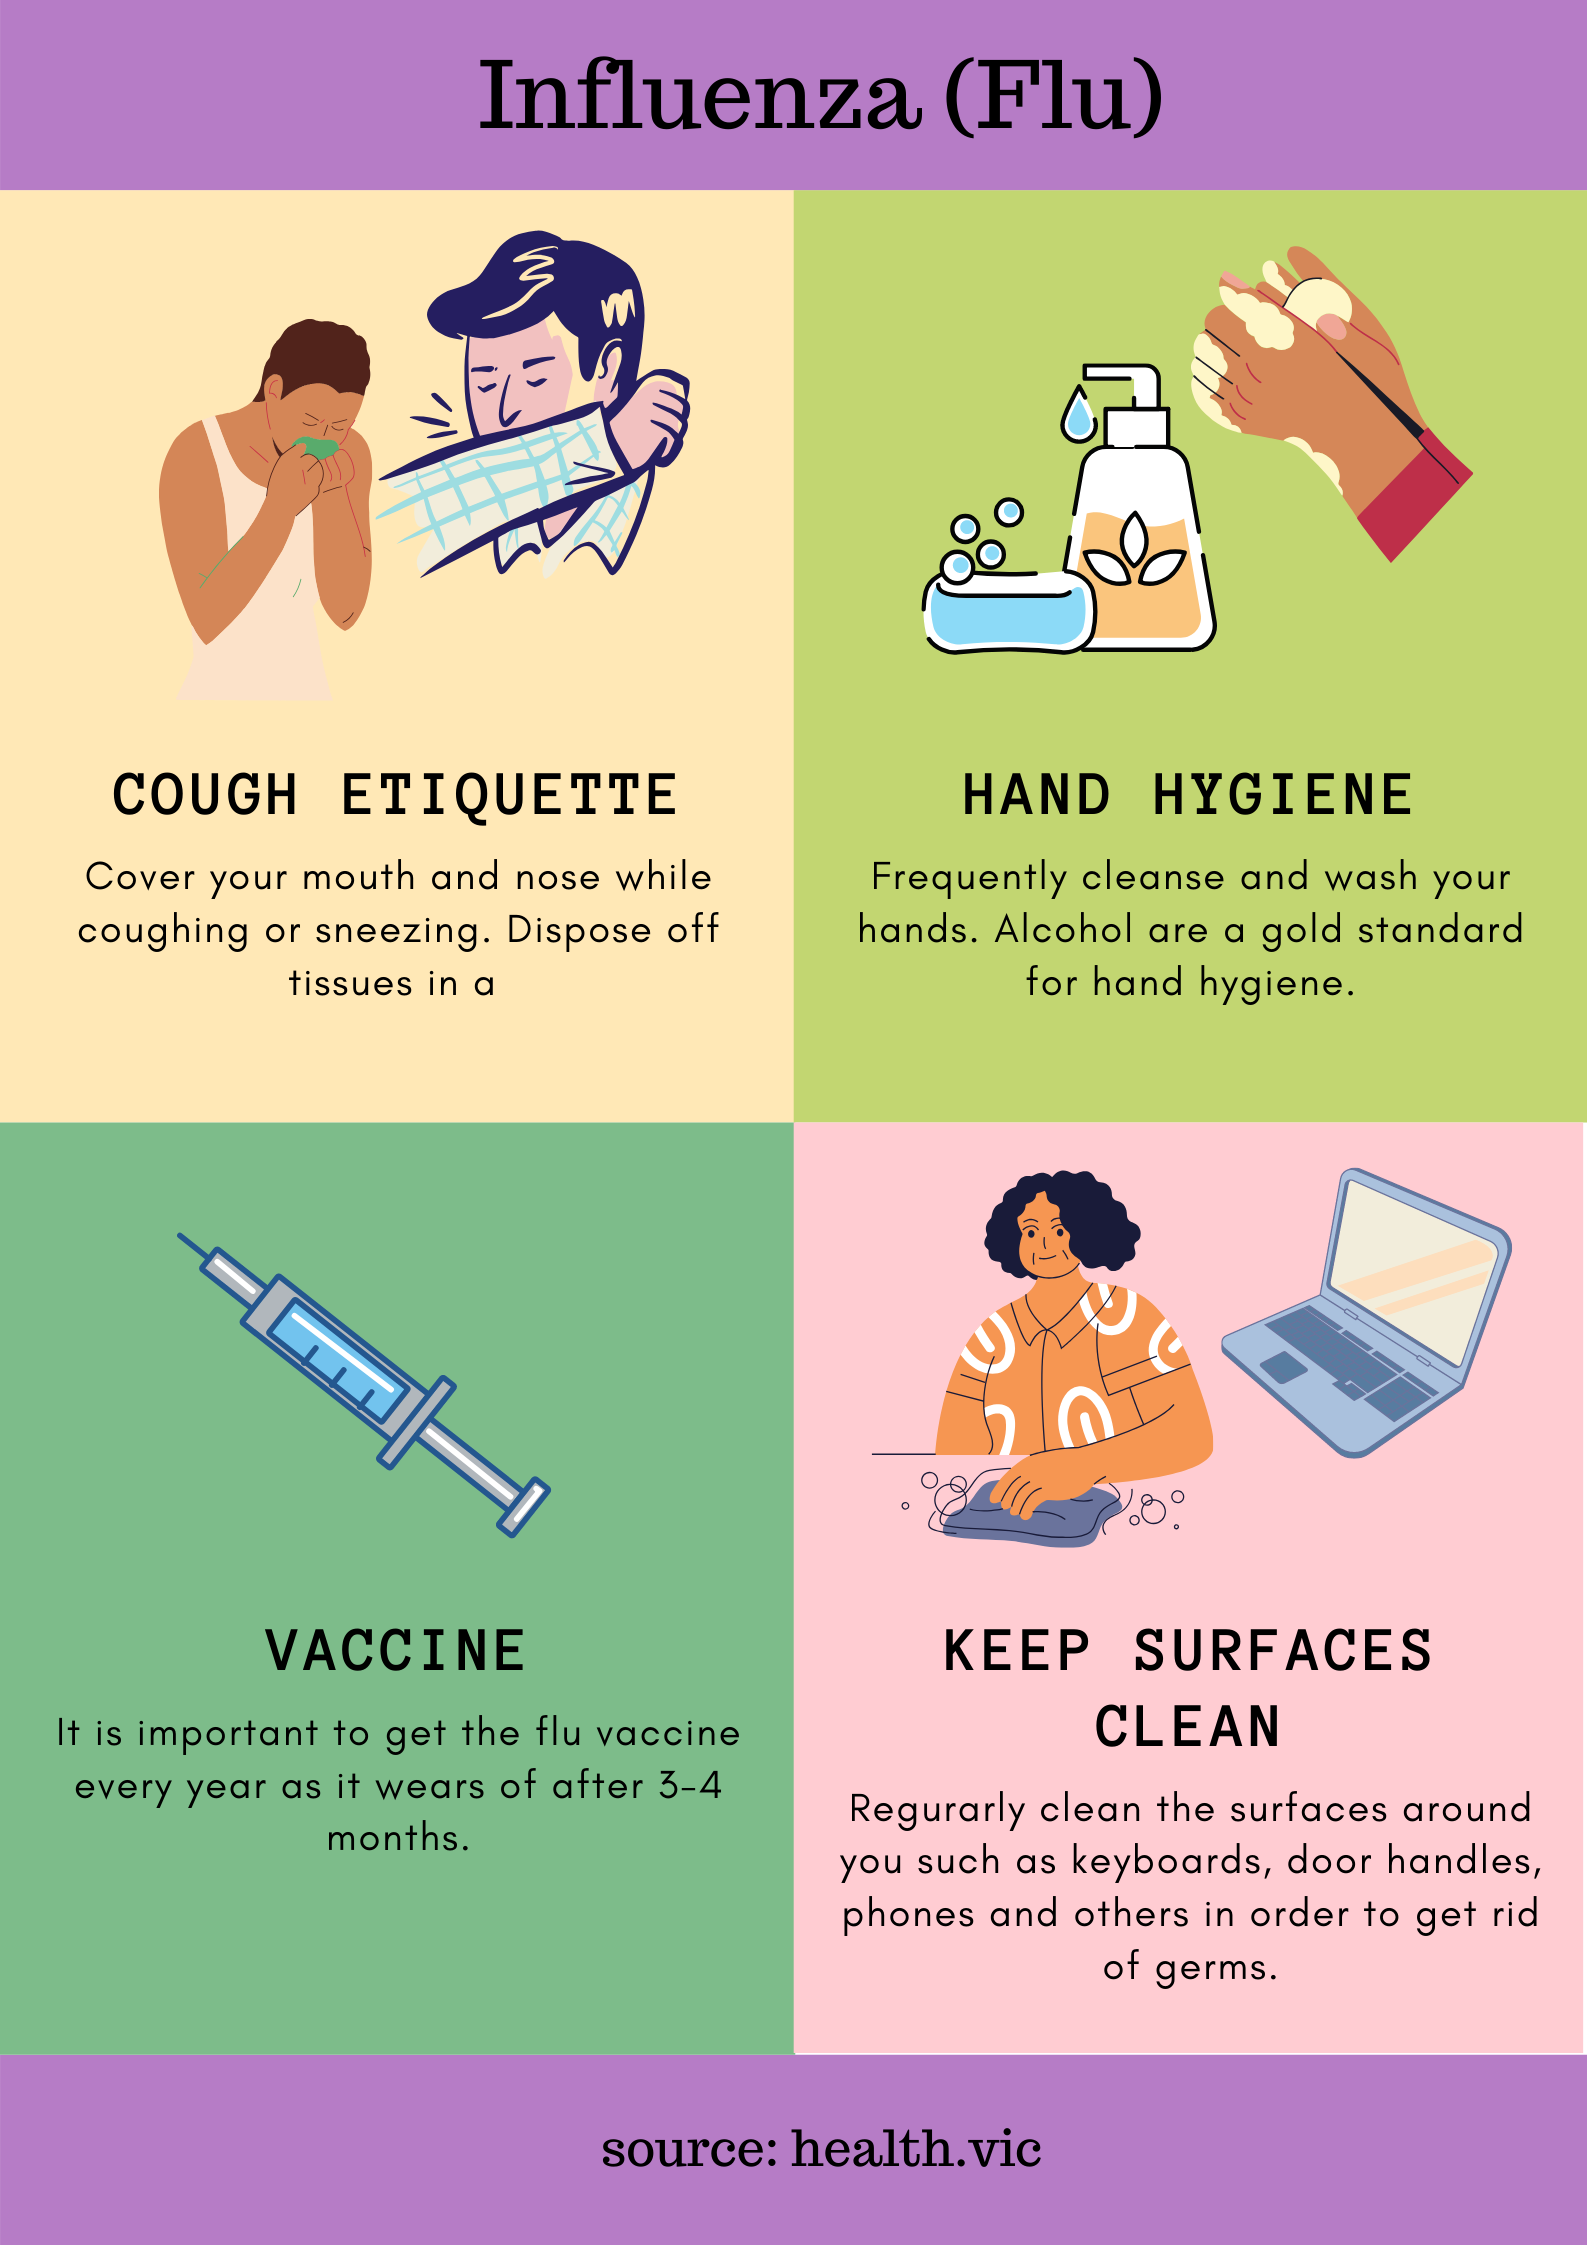 Influenza (Flu)
COUGH ETIQUETTE
Cover your mouth and nose while
coughing or sneezing. Dispose off
tissues in a
HAND HYGIENE
Frequently cleanse and wash your
hands. Alcohol are a gold standard
for hand hygiene.
VACCINE
It is important to get the flu vaccine
every year as it wears of after 3-4
months.
KEEP SURFACES
CLEAN
Regurarly clean the surfaces around
you such as keyboards, door handles,
phones and others in order to get rid
of germs.
source: health.vic